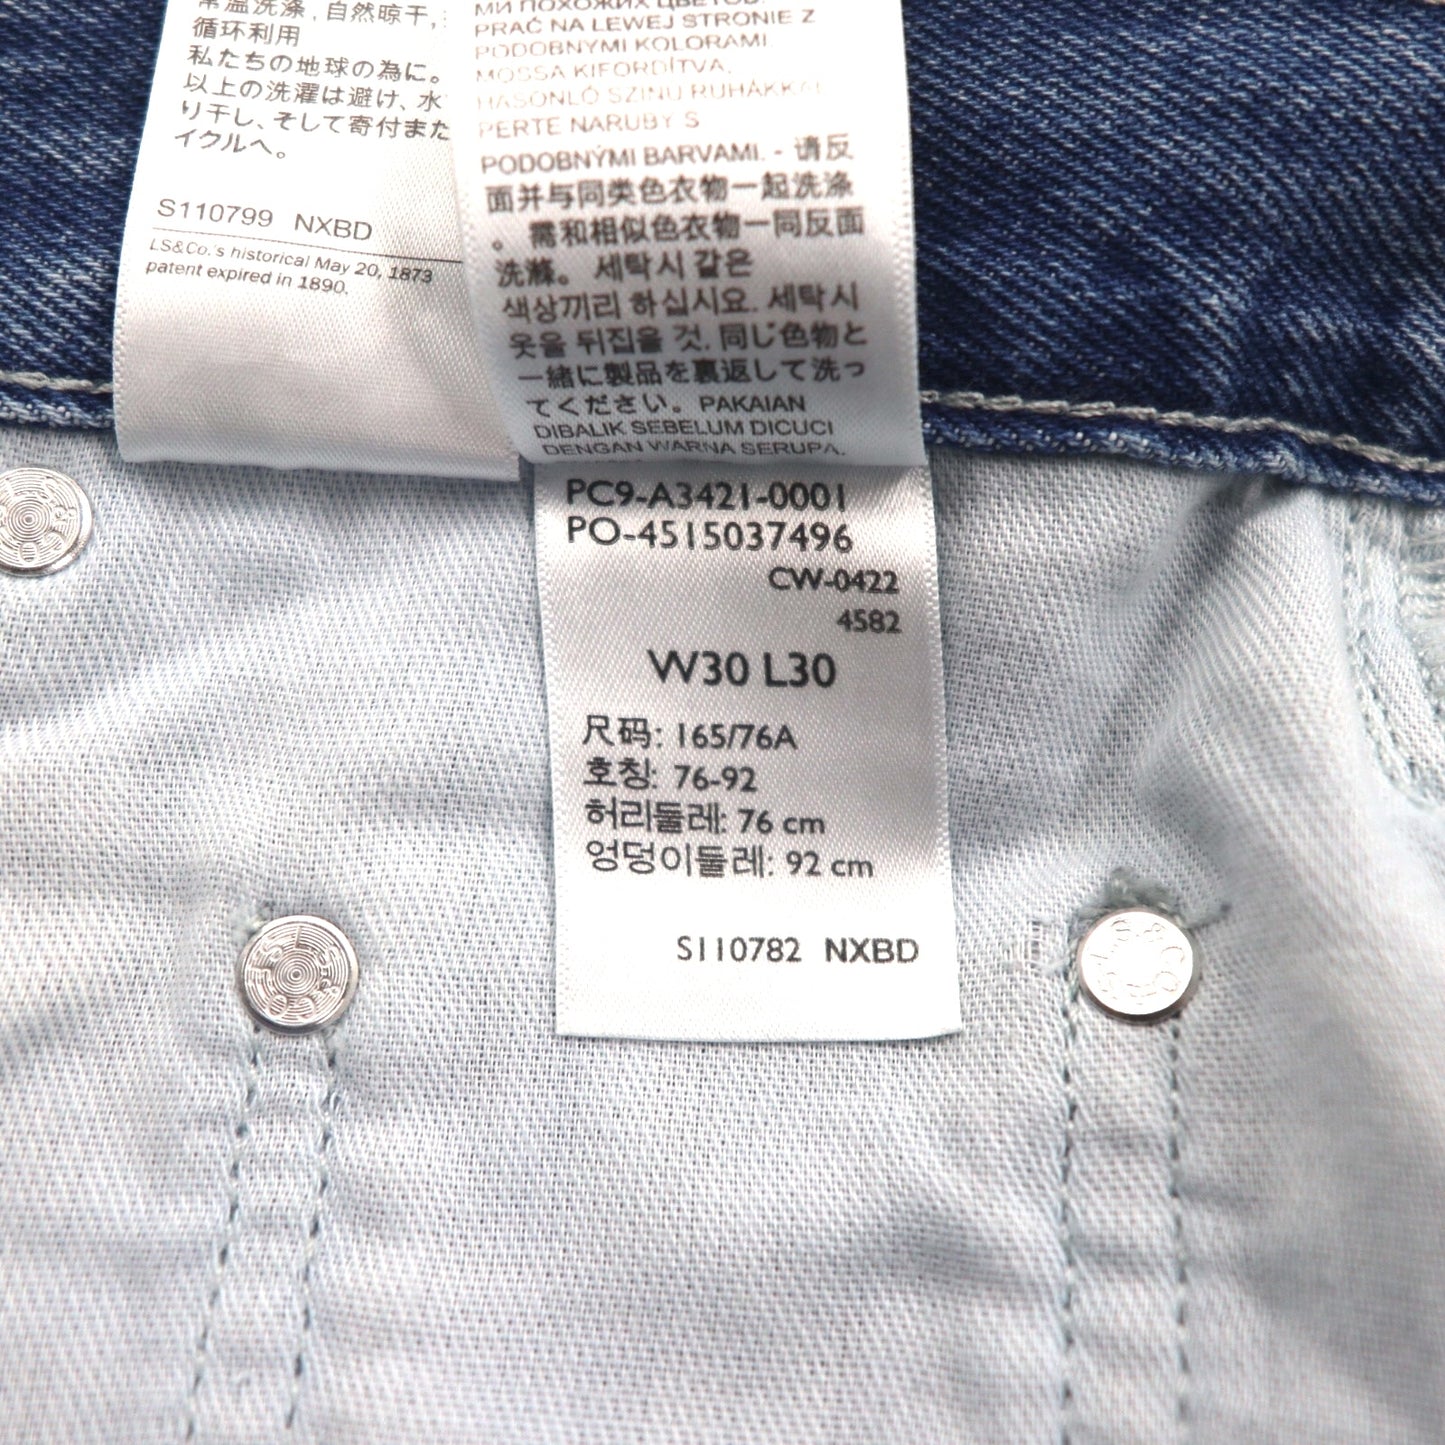 常温洗涤，自然晾干，
循环利用
私たちの地球の為に。
以上の洗濯は避け、水
り干し、そして寄付また
イクルへ。
S110799 NXBD
LS&Co.'s historical May 20, 1873
patent expired in 1890.
МИ ПОХОЖИХ ЦВЕТОВ.
PRAĆ NA LEWEJ STRONIE Z
PODOBNYMI KOLORAMI.
MOSSA KIFORDÍTVA,
HASONLÓ SZÍNŰ RUHÁKKAL
PERTE NARUBY S
PODOBNÝMI BARVAMI. - 请反
面并与同类色衣物一起洗涤
。需和相似色衣物一同反面
洗滌。세탁시 같은
색상끼리 하십시요. 세탁시
옷을 뒤집을 것. 同じ色物と
一緒に製品を裏返して洗っ
てください。PAKAIAN
DIBALIK SEBELUM DICUCI
DENGAN WARNA SERUPA.
PC9-A3421-0001
PO-4515037496
CW-0422
4582
W30 L30
尺码: 165/76A
호칭: 76-92
허리둘레: 76 cm
엉덩이둘레: 92 cm
S110782 NXBD